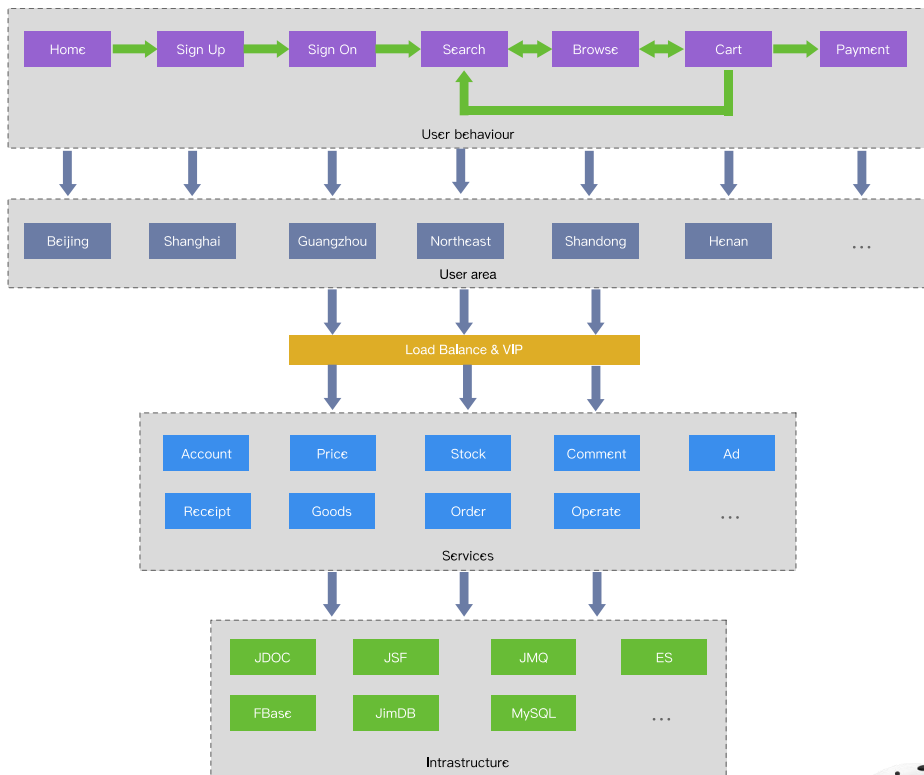 Home
Sign Up
Sign On
Search
Browse
Cart
Payment
User behaviour
Beijing
Shanghai
Guangzhou
Northeast
Shandong
Henan
...
User area
Load Balance & VIP
Account
Price
Stock
Comment
Ad
Receipt
Goods
Order
Operate
...
Services
JDOC
JSF
JMQ
ES
FBase
JimDB
MySQL
...
Intrastructure